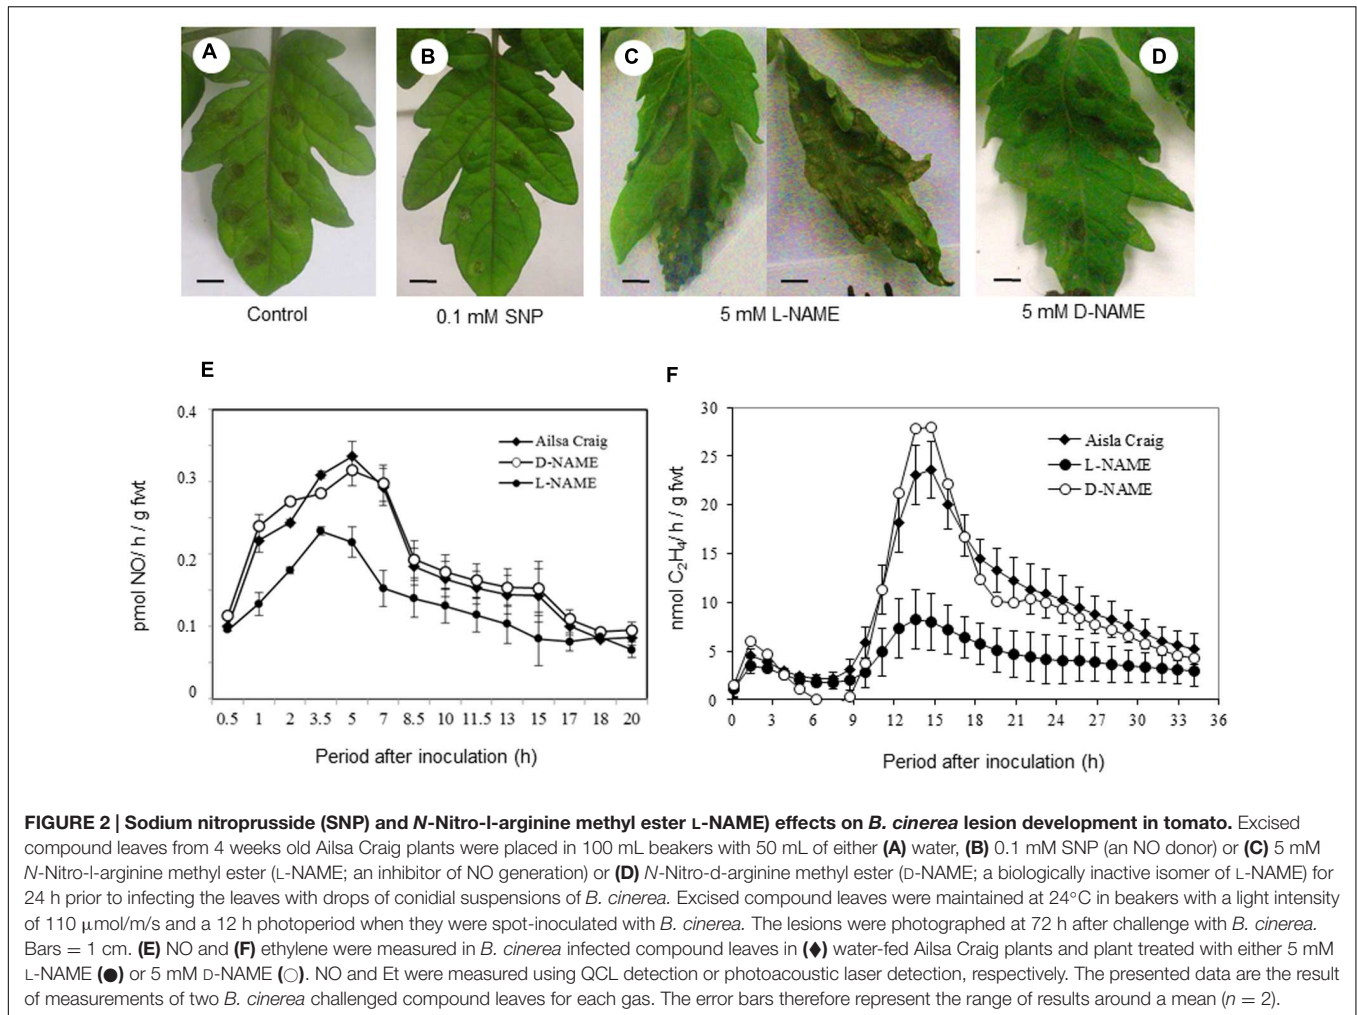 A
B
C
D
Control
0.1 mM SNP
5 mM L-NAME
5 mM D-NAME
E
0.4
0.3
0.2
0.1
0
pmol NO/ h / g fwt
Ailsa Craig
D-NAME
L-NAME
0.5 1 2 3.5 5 7 8.5 10 11.5 13 15 17 18 20
Period after inoculation (h)
F
30
25
20
15
10
5
0
nmol C₂H₄/ h / g fwt
Aisla Craig
L-NAME
D-NAME
0 3 6 9 12 15 18 21 24 27 30 33 36
Period after inoculation (h)
FIGURE 2 | Sodium nitroprusside (SNP) and N-Nitro-l-arginine methyl ester L-NAME) effects on B. cinerea lesion development in tomato. Excised
compound leaves from 4 weeks old Ailsa Craig plants were placed in 100 mL beakers with 50 mL of either (A) water, (B) 0.1 mM SNP (an NO donor) or (C) 5 mM
N-Nitro-l-arginine methyl ester (L-NAME; an inhibitor of NO generation) or (D) N-Nitro-d-arginine methyl ester (D-NAME; a biologically inactive isomer of L-NAME) for
24 h prior to infecting the leaves with drops of conidial suspensions of B. cinerea. Excised compound leaves were maintained at 24°C in beakers with a light intensity
of 110 μmol/m/s and a 12 h photoperiod when they were spot-inoculated with B. cinerea. The lesions were photographed at 72 h after challenge with B. cinerea.
Bars = 1 cm. (E) NO and (F) ethylene were measured in B. cinerea infected compound leaves in (♦) water-fed Ailsa Craig plants and plant treated with either 5 mM
L-NAME (●) or 5 mM D-NAME (○). NO and Et were measured using QCL detection or photoacoustic laser detection, respectively. The presented data are the result
of measurements of two B. cinerea challenged compound leaves for each gas. The error bars therefore represent the range of results around a mean (n = 2).